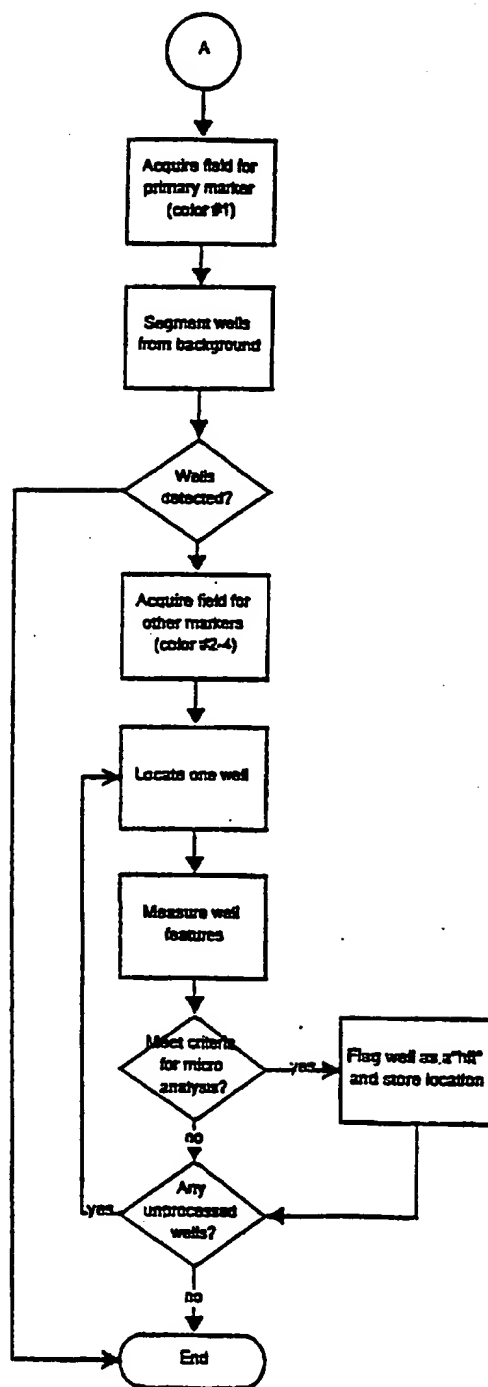 A
Acquire field for
primary marker
(color #1)
Segment wells
from background
Wells
detected?
Acquire field for
other markers
(color #2-4)
Locate one well
Measure well
features
Meet criteria
for micro
analysis?
yes
Flag well as a "hit"
and store location
no
Any
unprocessed
wells?
yes
no
End